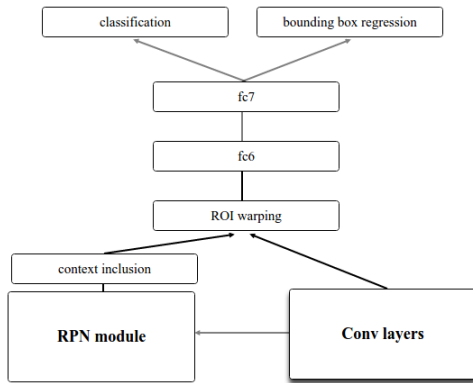 classification
bounding box regression
fc7
fc6
ROI warping
context inclusion
RPN module
Conv layers